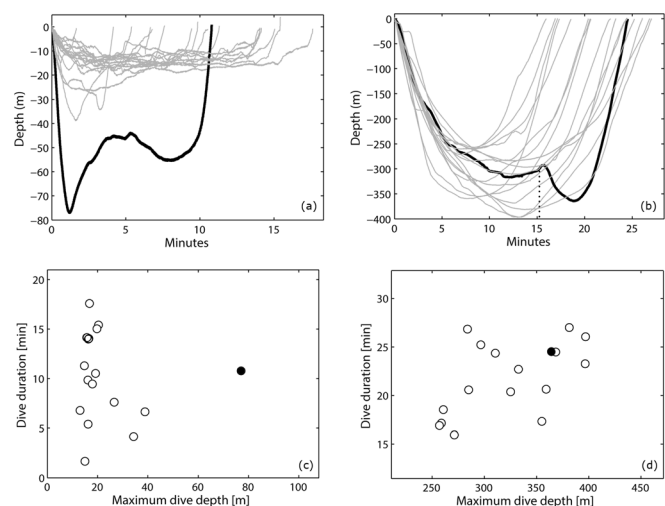 0
−10
−20
−30
−40
−50
−60
−70
−80
0 5 10 15
Depth (m)
Minutes
(a)
0
−50
−100
−150
−200
−250
−300
−350
−400
0 5 10 15 20 25
Depth (m)
Minutes
(b)
20
15
10
5
0
0 20 40 60 80 100
Dive duration [min]
Maximum dive depth [m]
(c)
30
25
20
15
250 300 350 400 450
Dive duration [min]
Maximum dive depth [m]
(d)